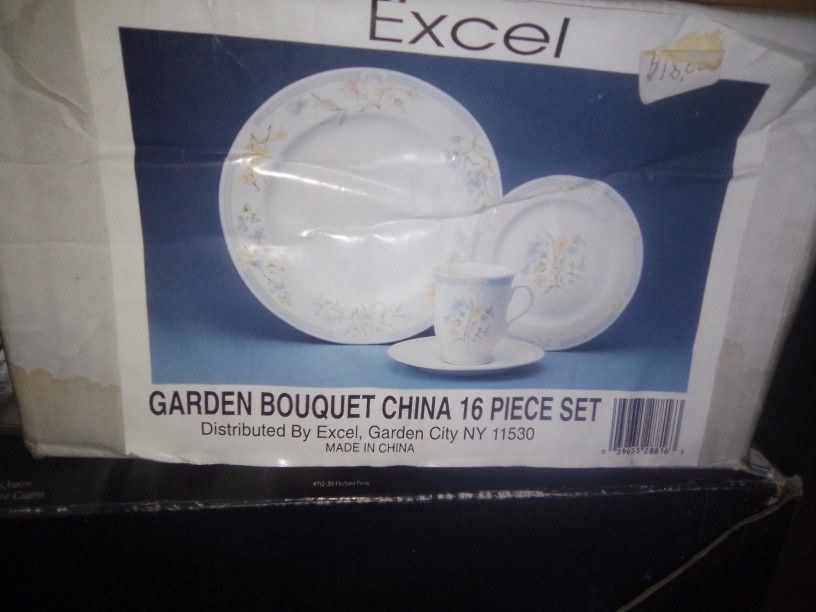 Excel
GARDEN BOUQUET CHINA 16 PIECE SET
Distributed By Excel, Garden City NY 11530
MADE IN CHINA